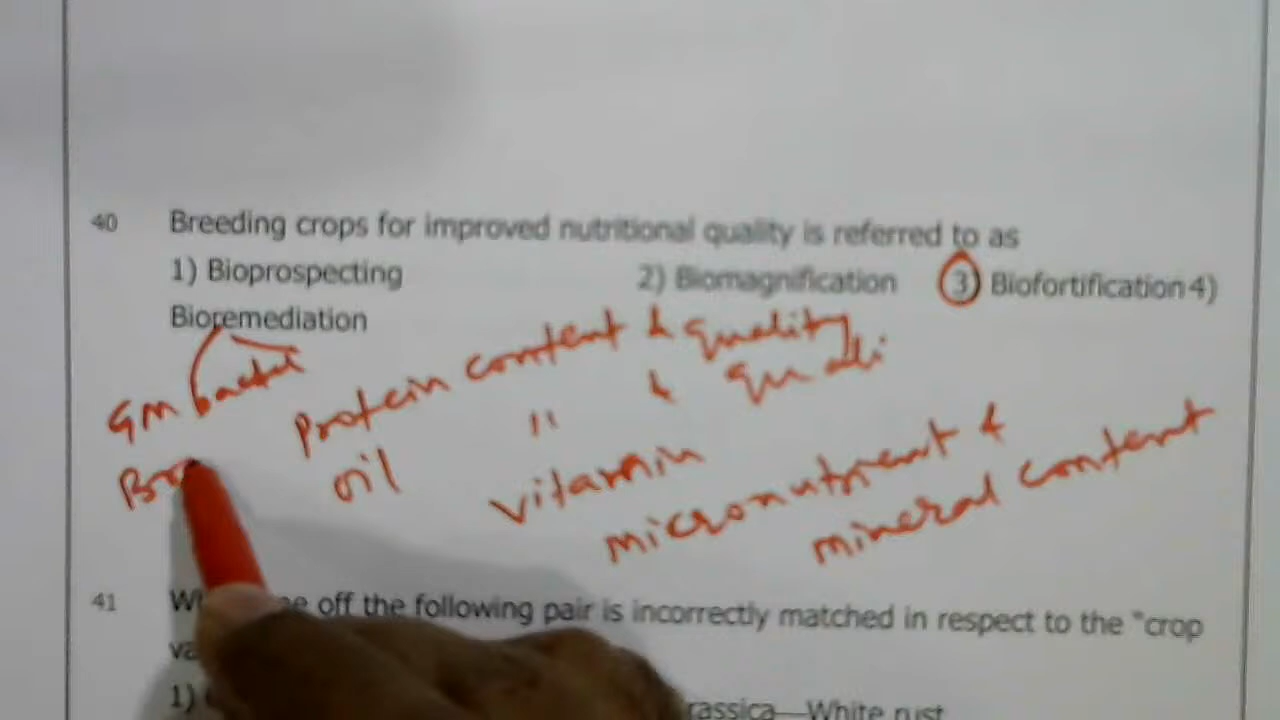 40 Breeding crops for improved nutritional quality is referred to as
1) Bioprospecting 2) Biomagnification 3) Biofortification 4)
Bioremediation
GM
Protein content & quality
oil " &
vitamin
micronutrient &
mineral content
41 off the following pair is incorrectly matched in respect to the "crop
1)
rassica—White rust